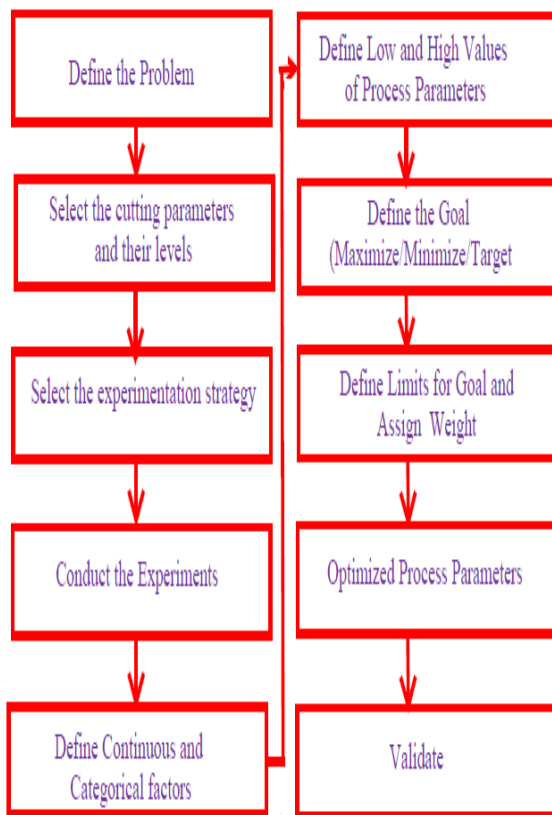 Define the Problem
Select the cutting parameters
and their levels
Select the experimentation strategy
Conduct the Experiments
Define Continuous and
Categorical factors
Define Low and High Values
of Process Parameters
Define the Goal
(Maximize/Minimize/Target
Define Limits for Goal and
Assign Weight
Optimized Process Parameters
Validate